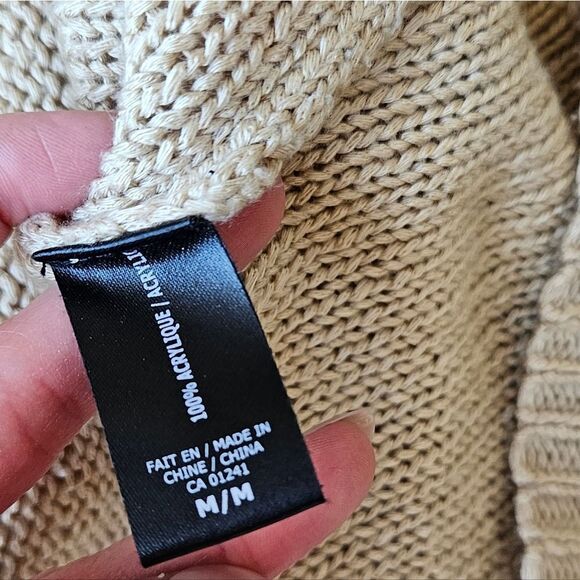 100% ACRYLIQUE / ACRYLIC
FAIT EN / MADE IN
CHINE / CHINA
CA 01241
M/M